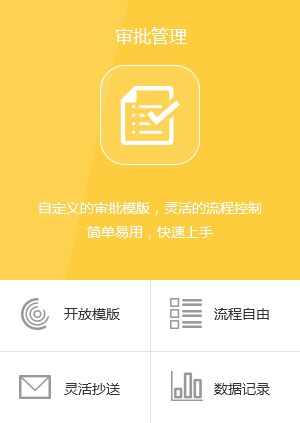 审批管理
自定义的审批模版，灵活的流程控制
简单易用，快速上手
开放模版
流程自由
灵活抄送
数据记录